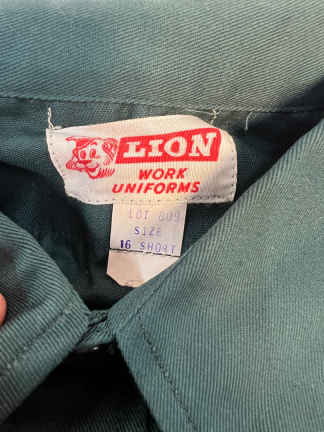 LION
WORK
UNIFORMS
LOT 809
SIZE
16 SHORT